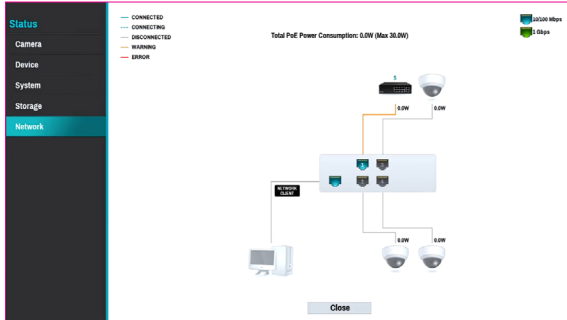 Status
Camera
Device
System
Storage
Network
CONNECTED
CONNECTING
DISCONNECTED
WARNING
ERROR
Total PoE Power Consumption: 0.0W (Max 30.0W)
10/100 Mbps
1 Gbps
5
0.0W 0.0W
1
NETWORK
CLIENT
0.0W 0.0W
Close